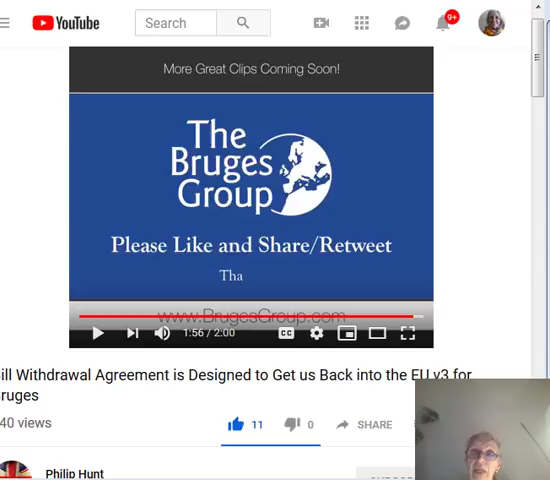 YouTube
Search
9+
More Great Clips Coming Soon!
The
Bruges
Group
Please Like and Share/Retweet
Tha
www.BrugesGroup.com
1:56 / 2:00
CC
ill Withdrawal Agreement is Designed to Get us Back into the EU v3 for
ruges
40 views
11
0
SHARE
Philip Hunt